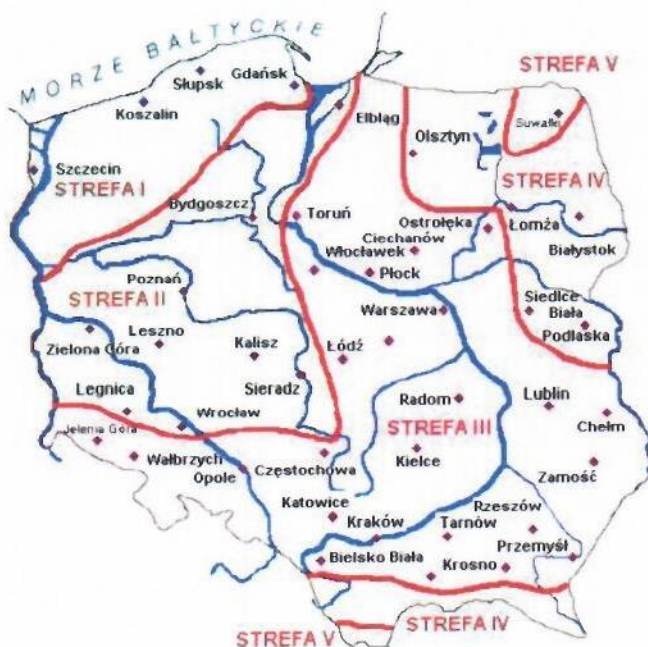 MORZE BAŁTYCKIE
STREFA V
Słupsk
Gdańsk
Koszalin
Elbląg
Suwałki
Olsztyn
Szczecin
STREFA I
STREFA IV
Bydgoszcz
Toruń
Ostrołęka
Łomża
Ciechanów
Włocławek
Białystok
Płock
Poznań
STREFA II
Siedlce
Warszawa
Biała
Podlaska
Leszno
Zielona Góra
Kalisz
Łódź
Legnica
Sieradz
Radom
Lublin
Wrocław
STREFA III
Chełm
Jelenia Góra
Wałbrzych
Częstochowa
Kielce
Opole
Zamość
Katowice
Rzeszów
Kraków
Tarnów
Przemyśl
Bielsko Biała
Krosno
STREFA IV
STREFA V